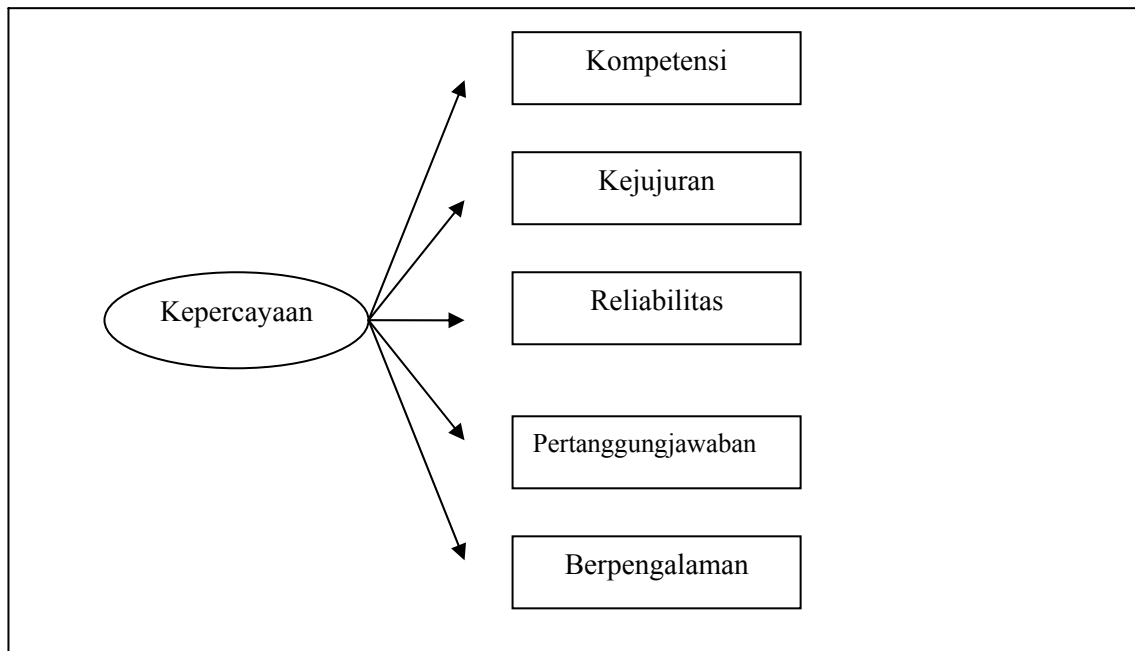 Kompetensi
Kejujuran
Reliabilitas
Kepercayaan
Pertanggungjawaban
Berpengalaman